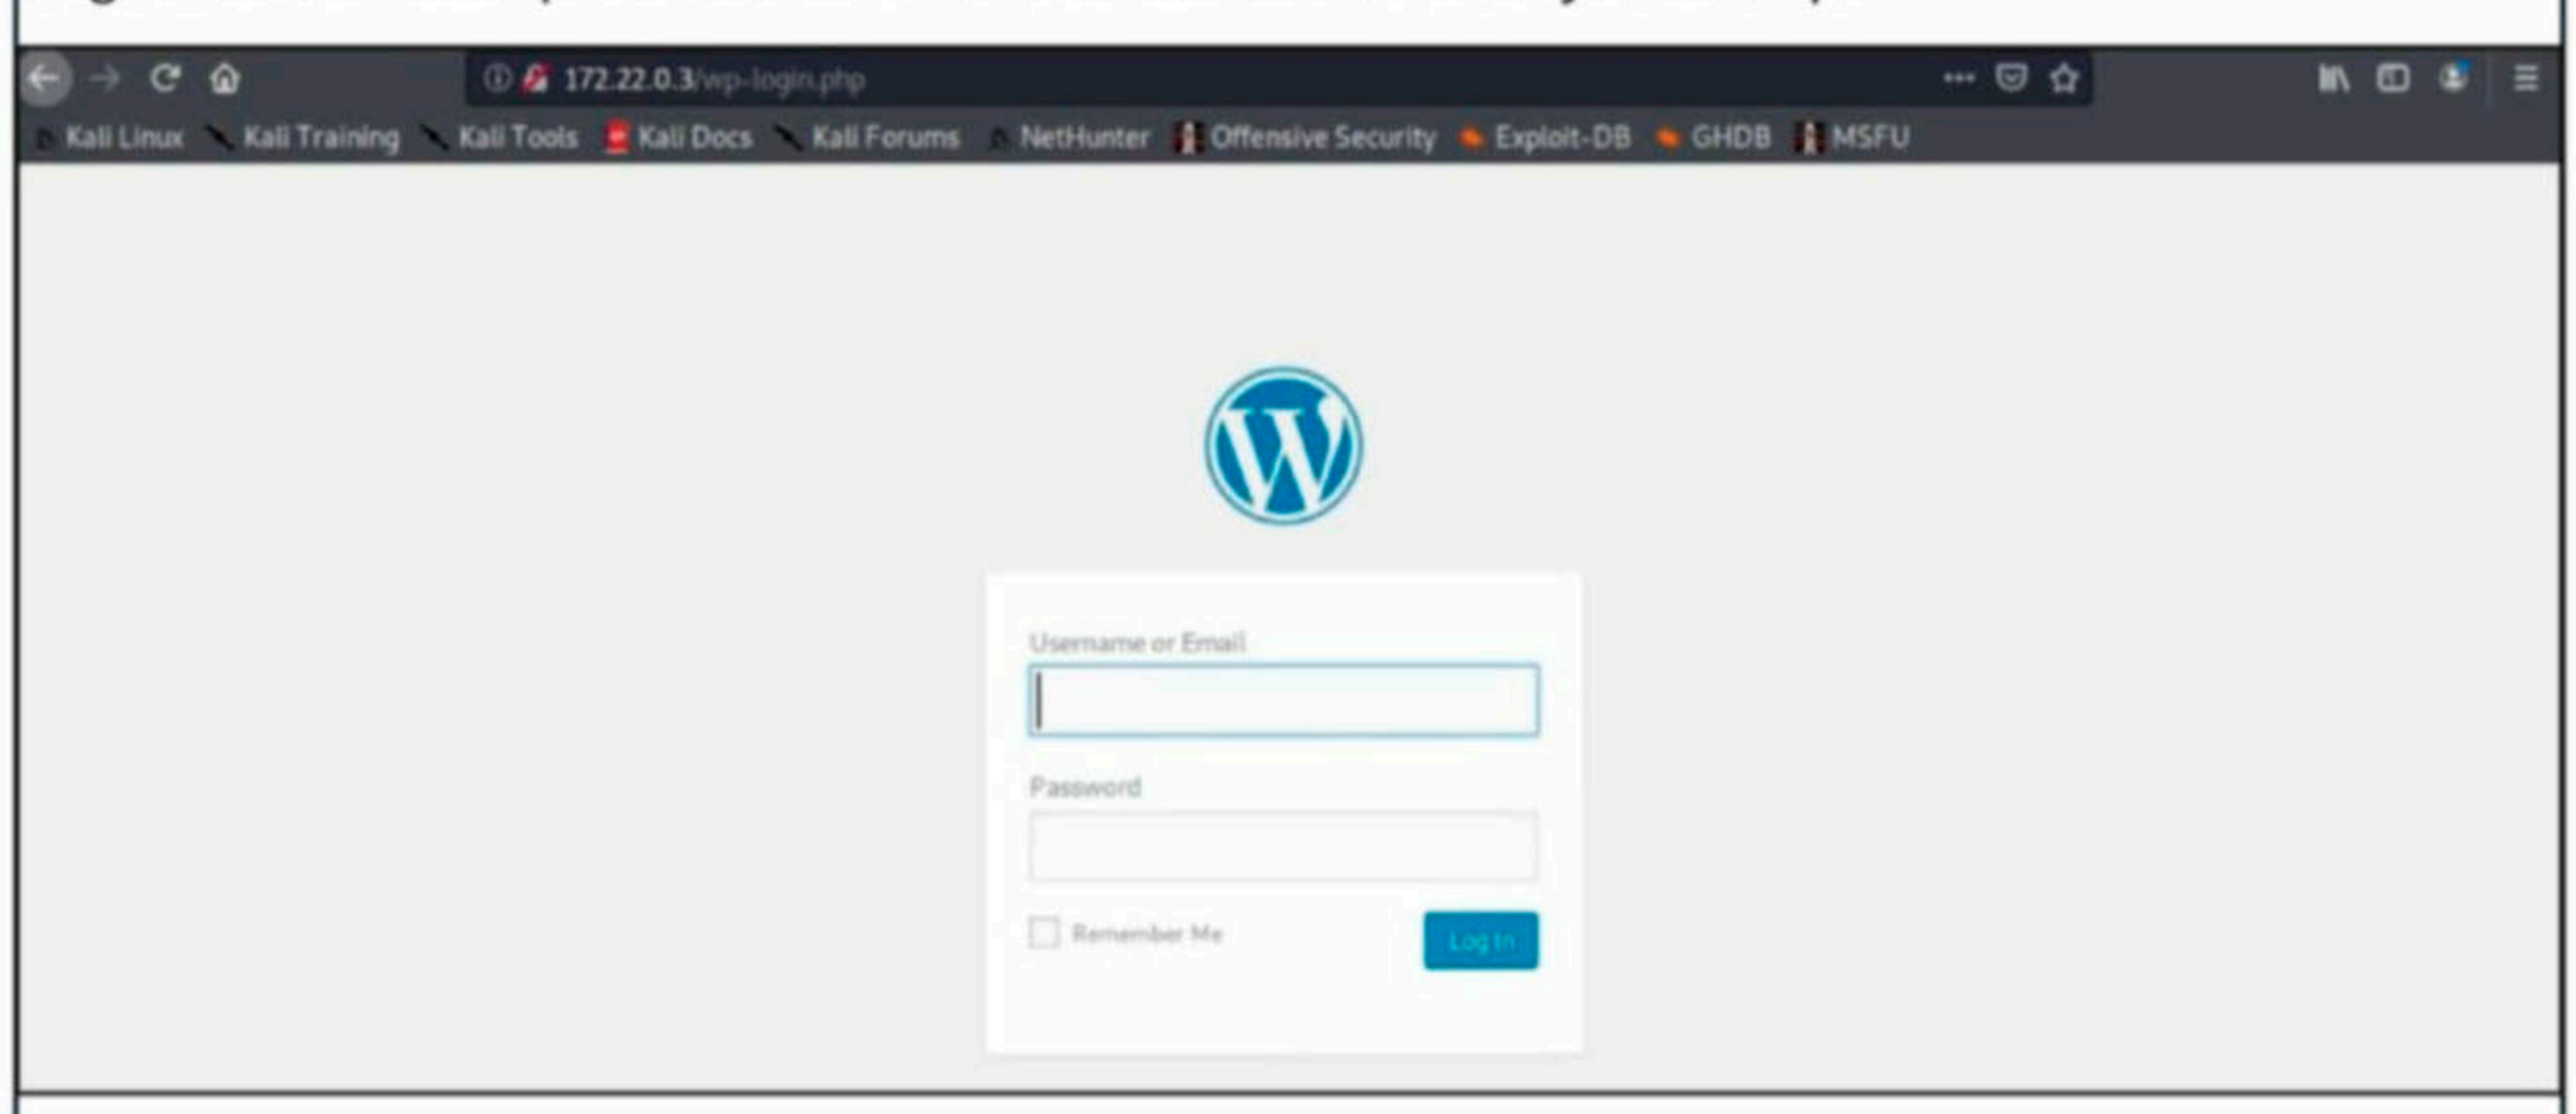 172.22.0.3/wp-login.php
Kali Linux Kali Training Kali Tools Kali Docs Kali Forums NetHunter Offensive Security Exploit-DB GHDB MSFU
Username or Email
Password
Remember Me
Log In